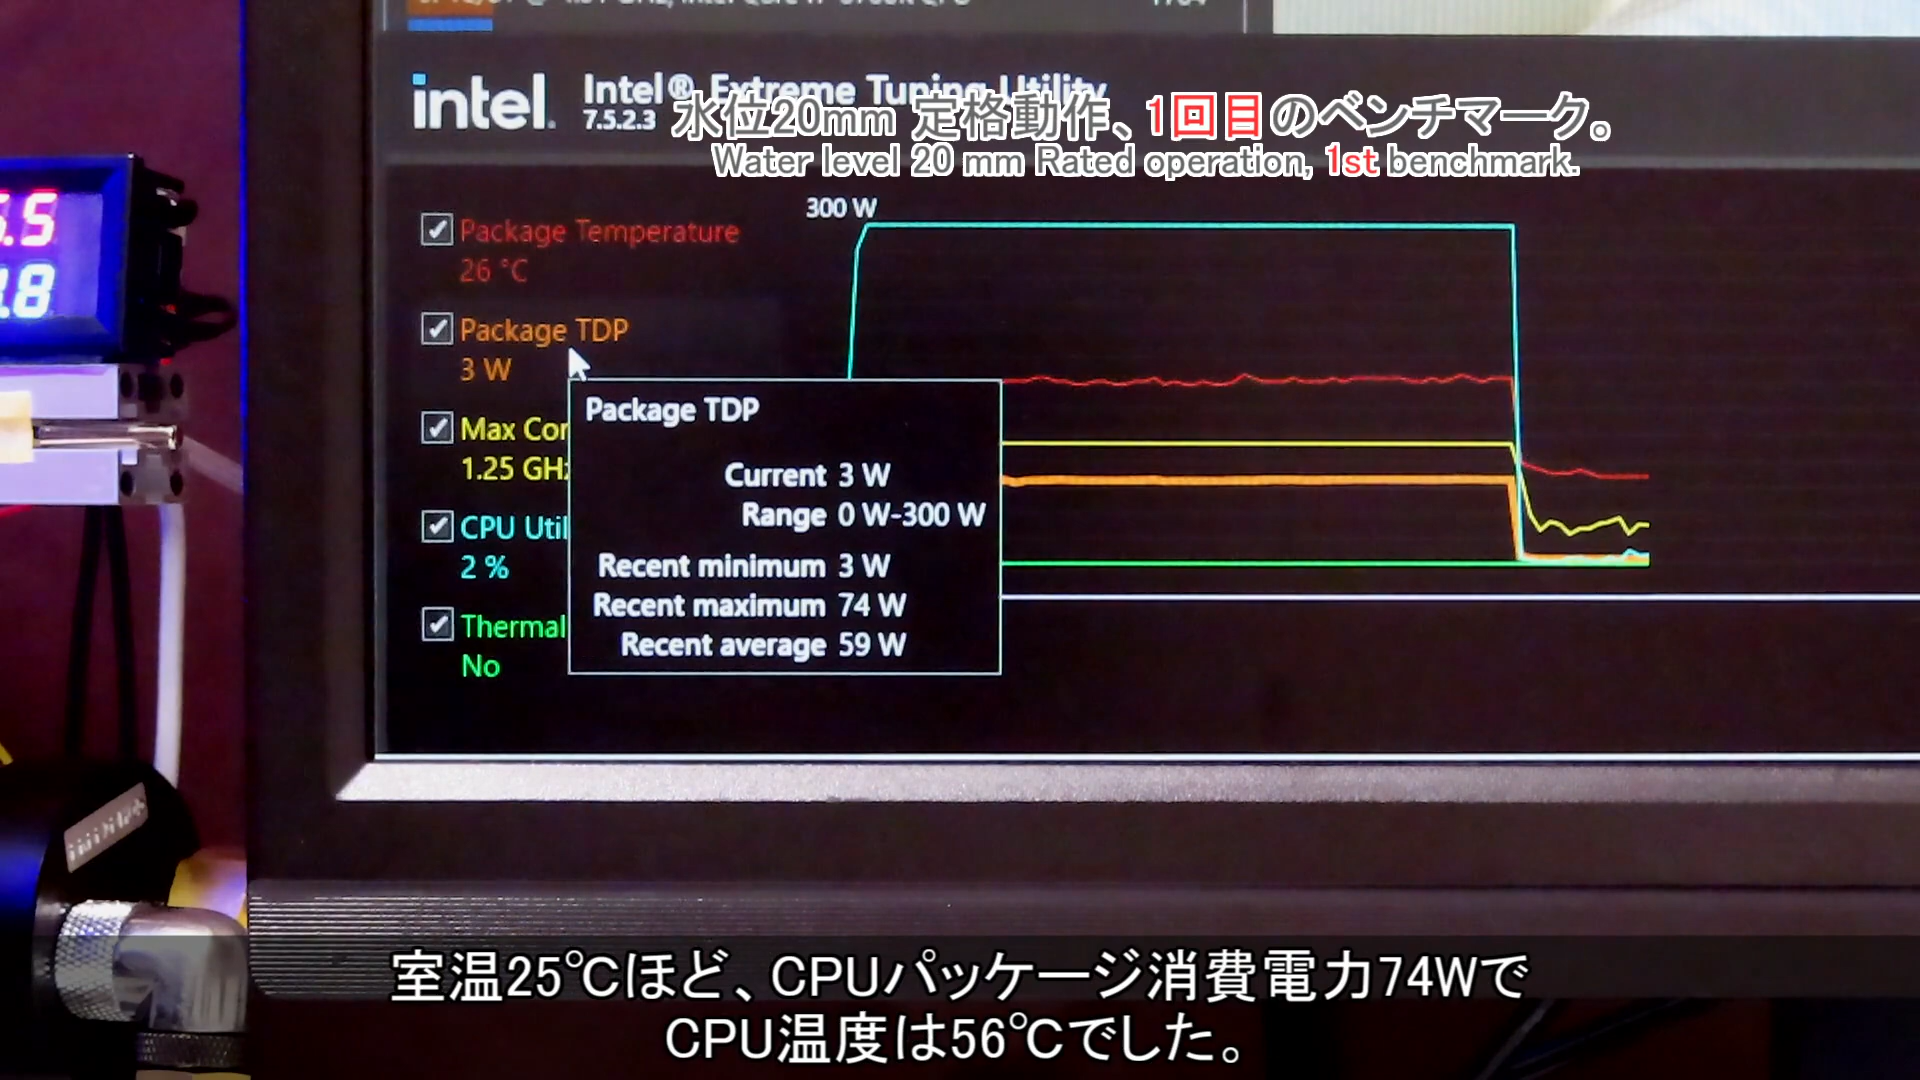 intel.
Intel® Extreme Tuning Utility
7.5.2.3
水位20mm 定格動作、1回目のベンチマーク。
Water level 20 mm Rated operation, 1st benchmark.
300 W
Package Temperature
26 °C
Package TDP
3 W
Max Cor
1.25 GHz
CPU Util
2 %
Thermal
No
Package TDP
Current 3 W
Range 0 W-300 W
Recent minimum 3 W
Recent maximum 74 W
Recent average 59 W
.5
.8
室温25℃ほど、CPUパッケージ消費電力74Wで
CPU温度は56℃でした。